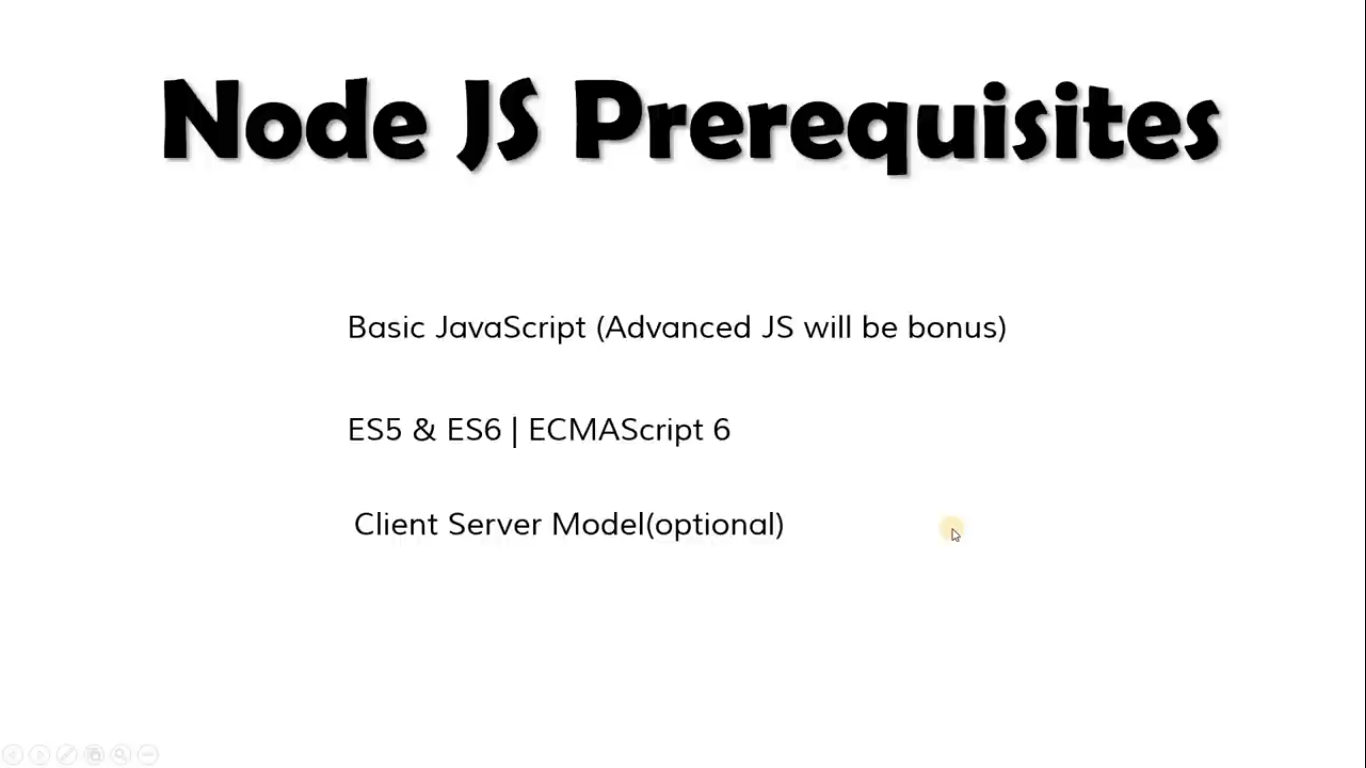 Node JS Prerequisites
Basic JavaScript (Advanced JS will be bonus)
ES5 & ES6 | ECMAScript 6
Client Server Model(optional)